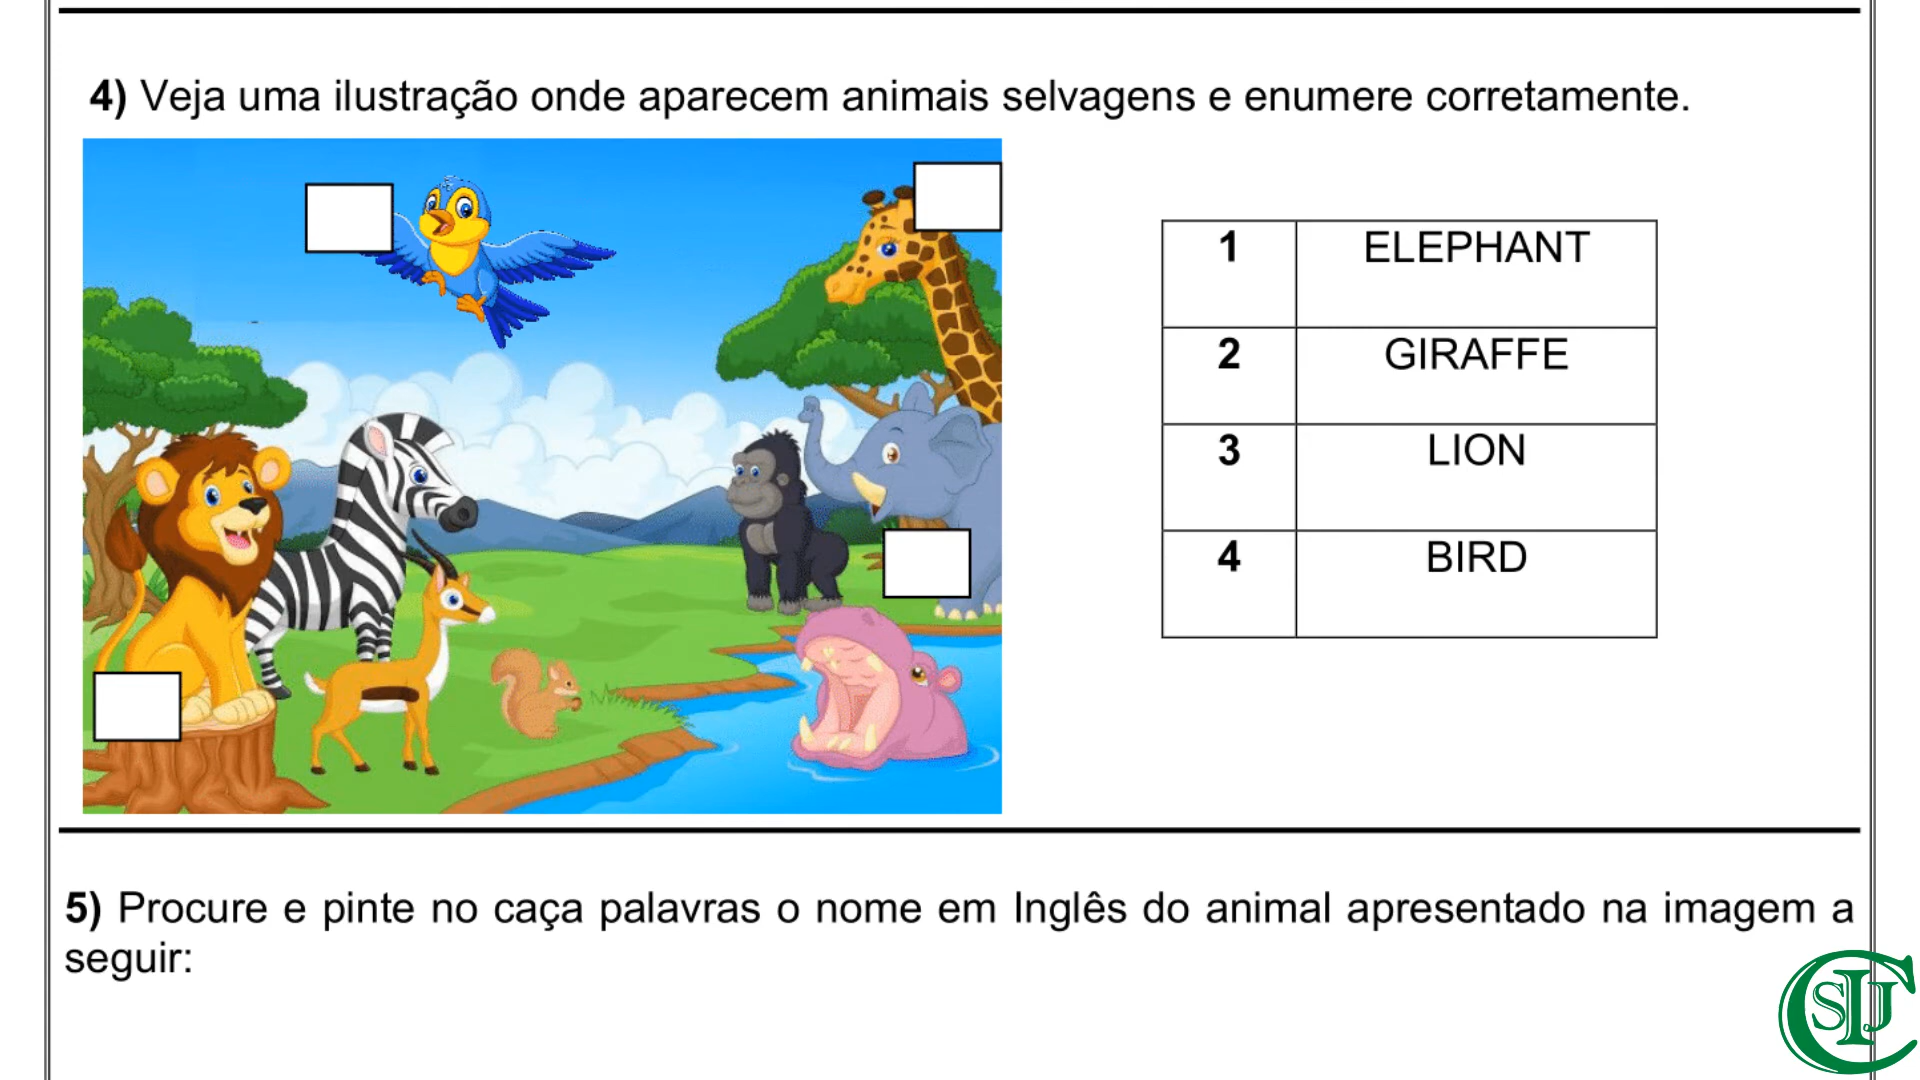 4) Veja uma ilustração onde aparecem animais selvagens e enumere corretamente.
1 ELEPHANT
2 GIRAFFE
3 LION
4 BIRD
5) Procure e pinte no caça palavras o nome em Inglês do animal apresentado na imagem a
seguir: